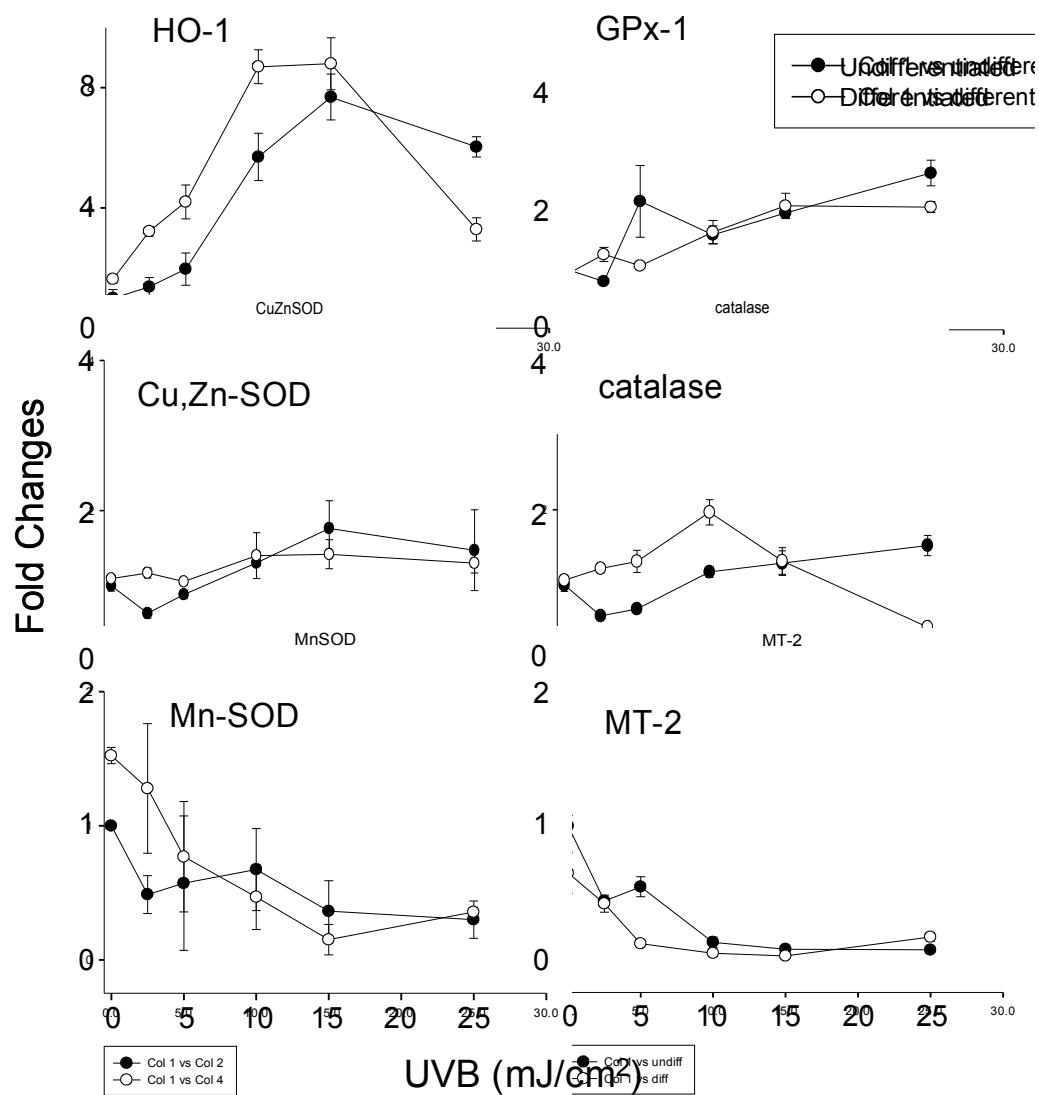 HO-1
GPx-1
8
4
4
2
0
0
Undifferentiated
Differentiated
CuZnSOD
catalase
30.0
30.0
Fold Changes
4
4
Cu,Zn-SOD
catalase
2
2
0
0
MnSOD
MT-2
2
2
Mn-SOD
MT-2
1
1
0
0
0 5 10 15 20 25 30.0
0 5 10 15 20 25 30.0
Col 1 vs Col 2
Col 1 vs Col 4
Col 1 vs undiff
Col 1 vs diff
UVB (mJ/cm2)